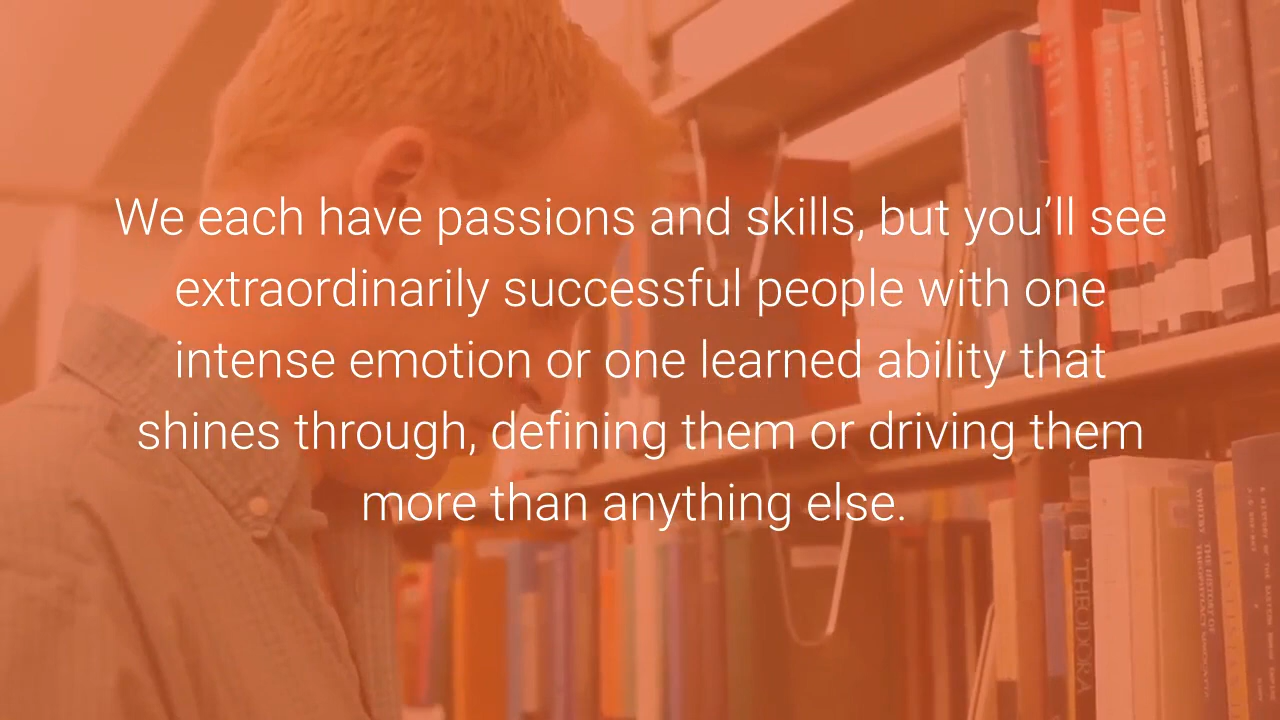 We each have passions and skills, but you’ll see
extraordinarily successful people with one
intense emotion or one learned ability that
shines through, defining them or driving them
more than anything else.
THEODORA